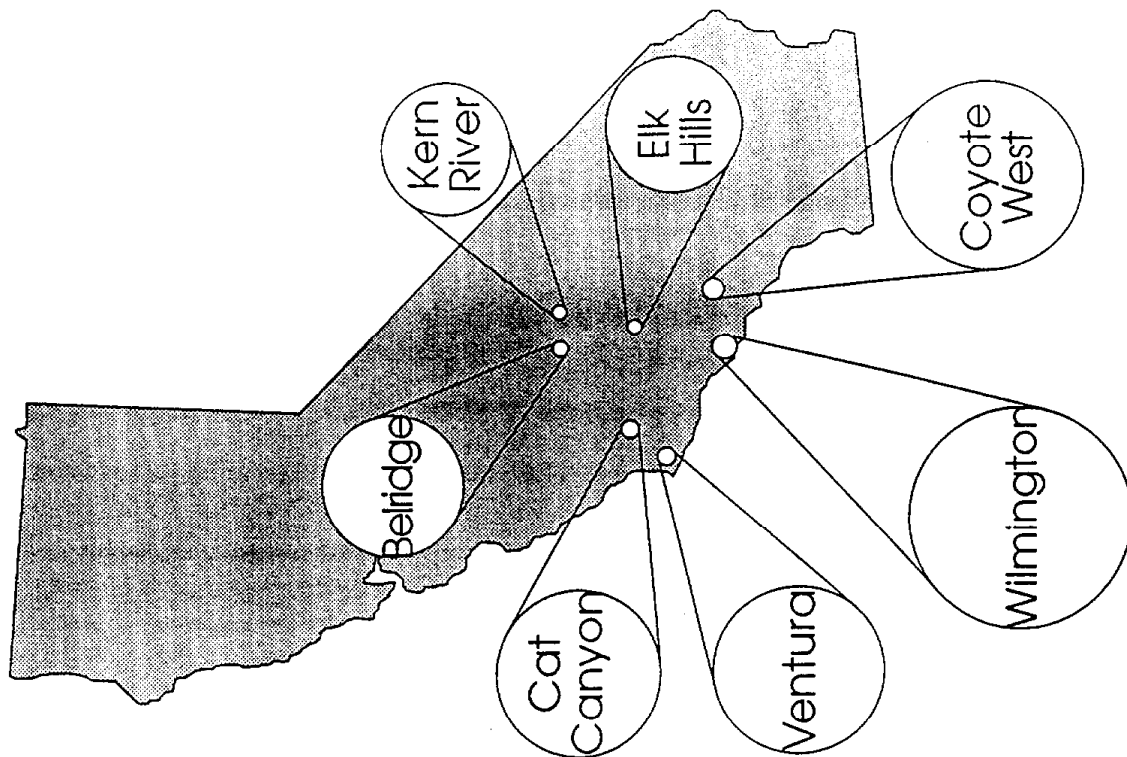 Kern
River
Elk
Hills
Belridge
Coyote
West
Cat
Canyon
Ventura
Wilmington